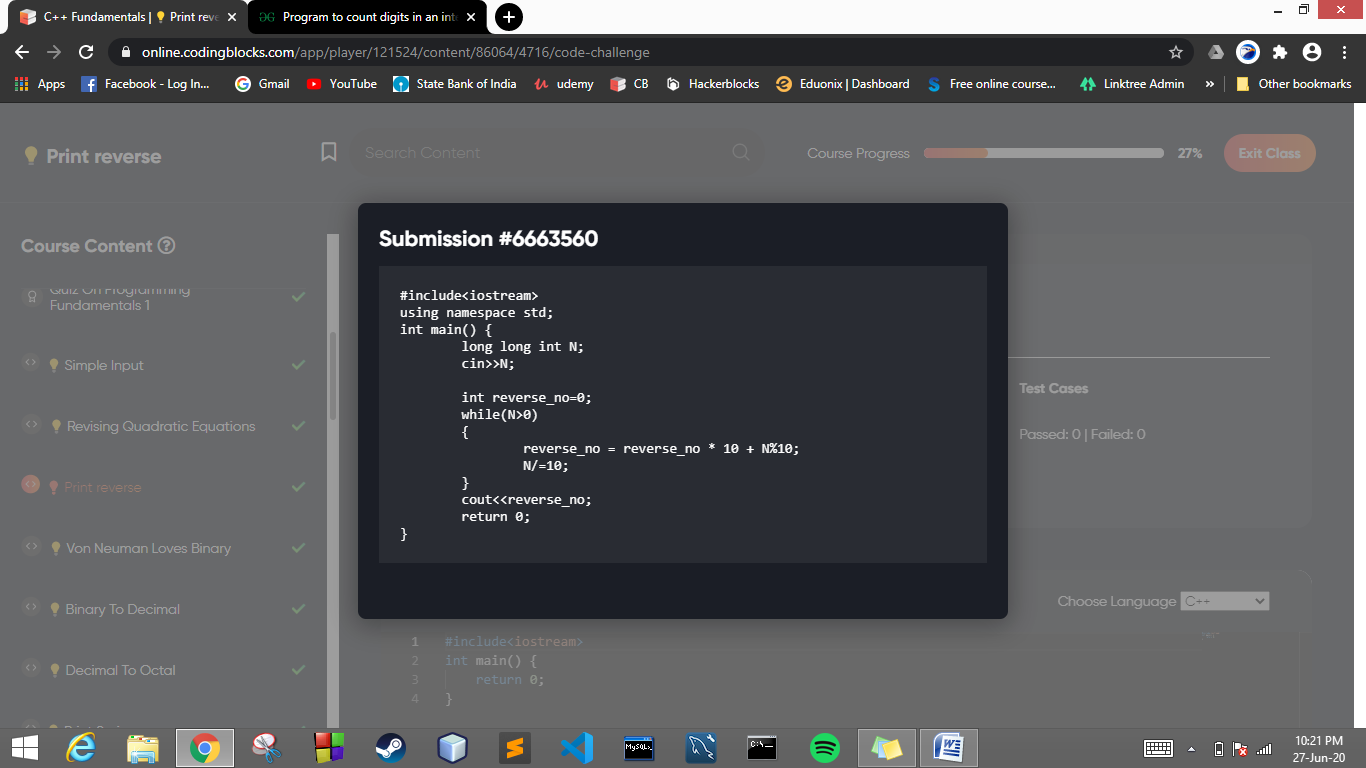 C++ Fundamentals | 💡 Print reve
Program to count digits in an inte
online.codingblocks.com/app/player/121524/content/86064/4716/code-challenge
Apps
Facebook - Log In...
Gmail
YouTube
State Bank of India
udemy
CB
Hackerblocks
Eduonix | Dashboard
Free online course...
Linktree Admin
»
Other bookmarks
💡 Print reverse
Search Content
Course Progress
27%
Exit Class
Course Content
Quiz On Programming
Fundamentals 1
💡 Simple Input
💡 Revising Quadratic Equations
💡 Print reverse
💡 Von Neuman Loves Binary
💡 Binary To Decimal
💡 Decimal To Octal
Submission #6663560
#include<iostream>
using namespace std;
int main() {
long long int N;
cin>>N;
int reverse_no=0;
while(N>0)
{
reverse_no = reverse_no * 10 + N%10;
N/=10;
}
cout<<reverse_no;
return 0;
}
Test Cases
Passed: 0 | Failed: 0
Choose Language C++
1 #include<iostream>
2 int main() {
3 return 0;
4 }
MySQL
C:\
10:21 PM
27-Jun-20